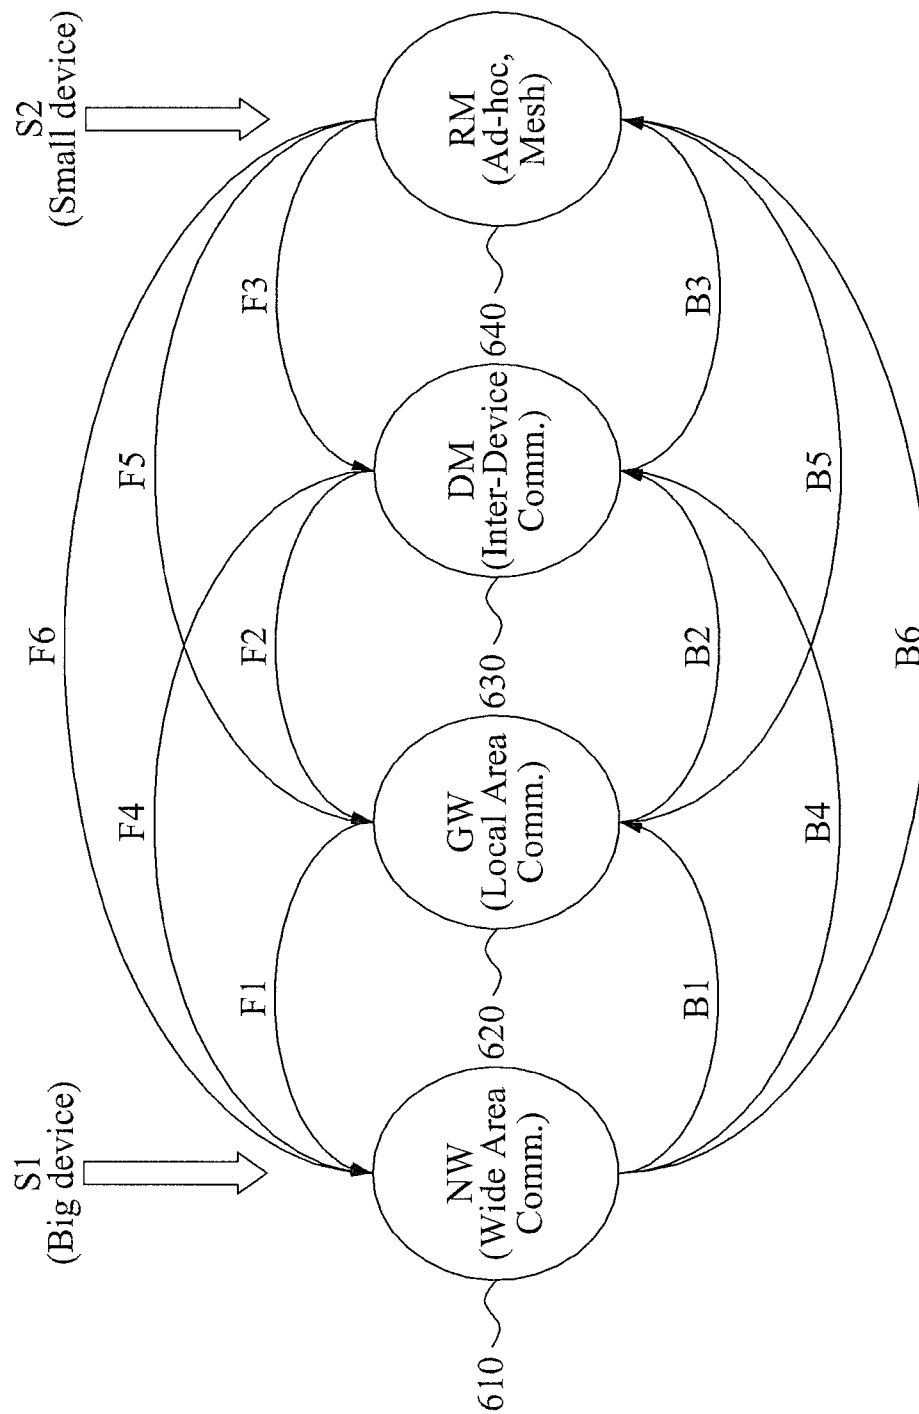 S1
(Big device)
S2
(Small device)
F6
F4
F5
F1
F2
F3
610
NW
(Wide Area
Comm.)
620
GW
(Local Area
Comm.)
630
DM
(Inter-Device
Comm.)
640
RM
(Ad-hoc,
Mesh)
B1
B2
B3
B4
B5
B6